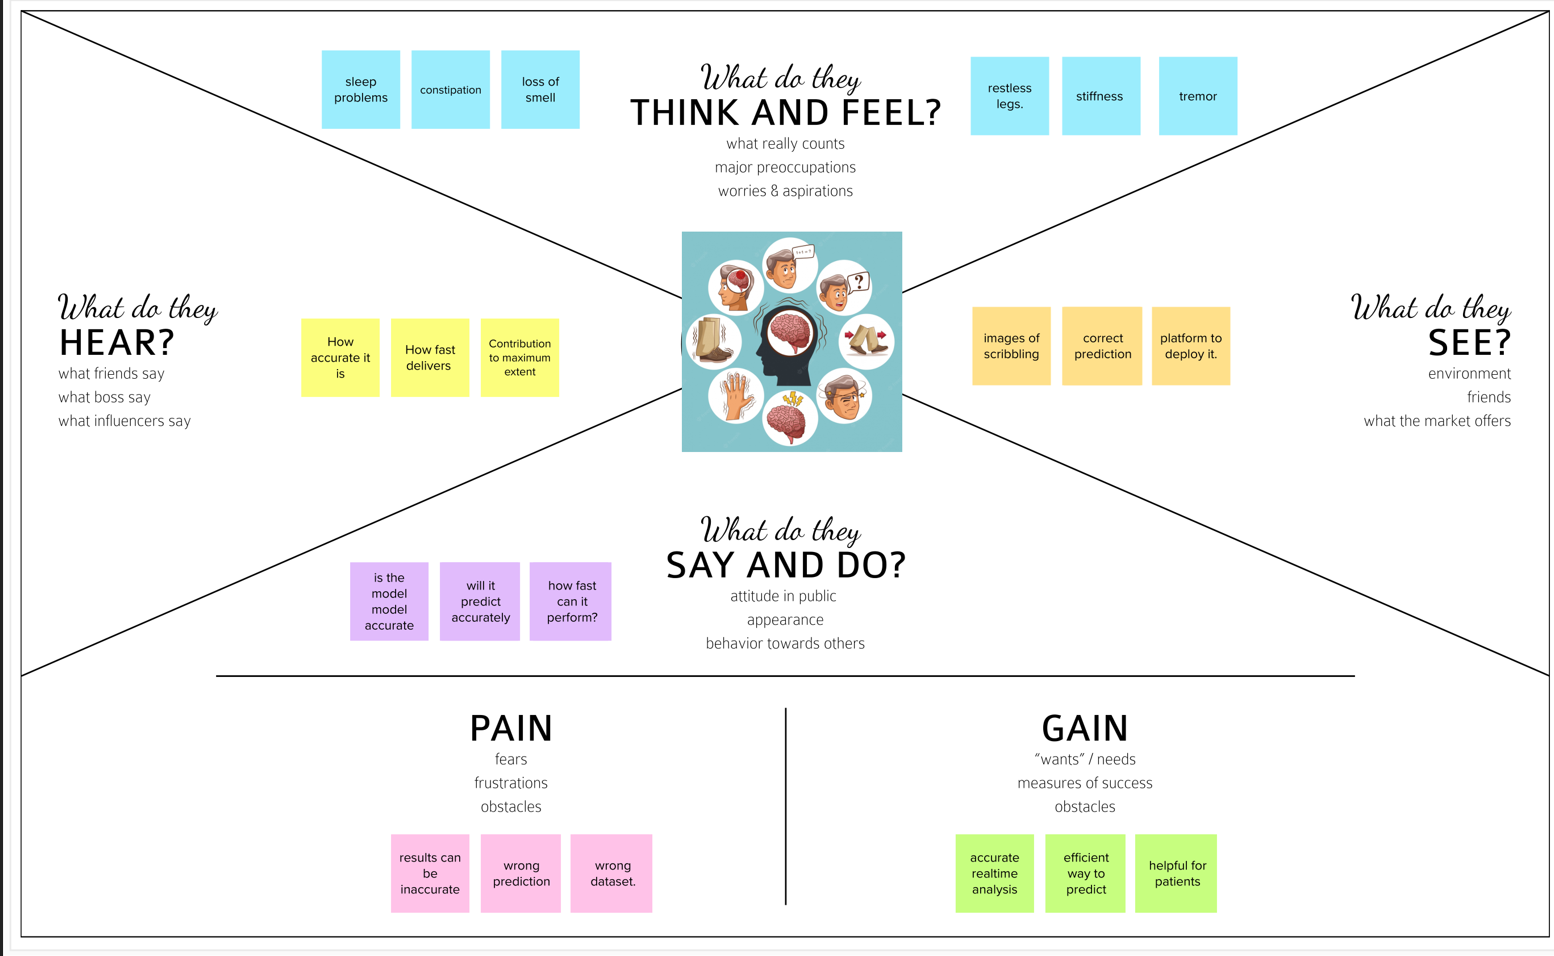 sleep
problems
constipation
loss of
smell
What do they
THINK AND FEEL?
what really counts
major preoccupations
worries & aspirations
restless
legs.
stiffness
tremor
What do they
HEAR?
what friends say
what boss say
what influencers say
How
accurate it
is
How fast
delivers
Contribution
to maximum
extent
?
images of
scribbling
correct
prediction
platform to
deploy it.
What do they
SEE?
environment
friends
what the market offers
What do they
SAY AND DO?
attitude in public
appearance
behavior towards others
is the
model
model
accurate
will it
predict
accurately
how fast
can it
perform?
PAIN
fears
frustrations
obstacles
results can
be
inaccurate
wrong
prediction
wrong
dataset.
GAIN
“wants” / needs
measures of success
obstacles
accurate
realtime
analysis
efficient
way to
predict
helpful for
patients